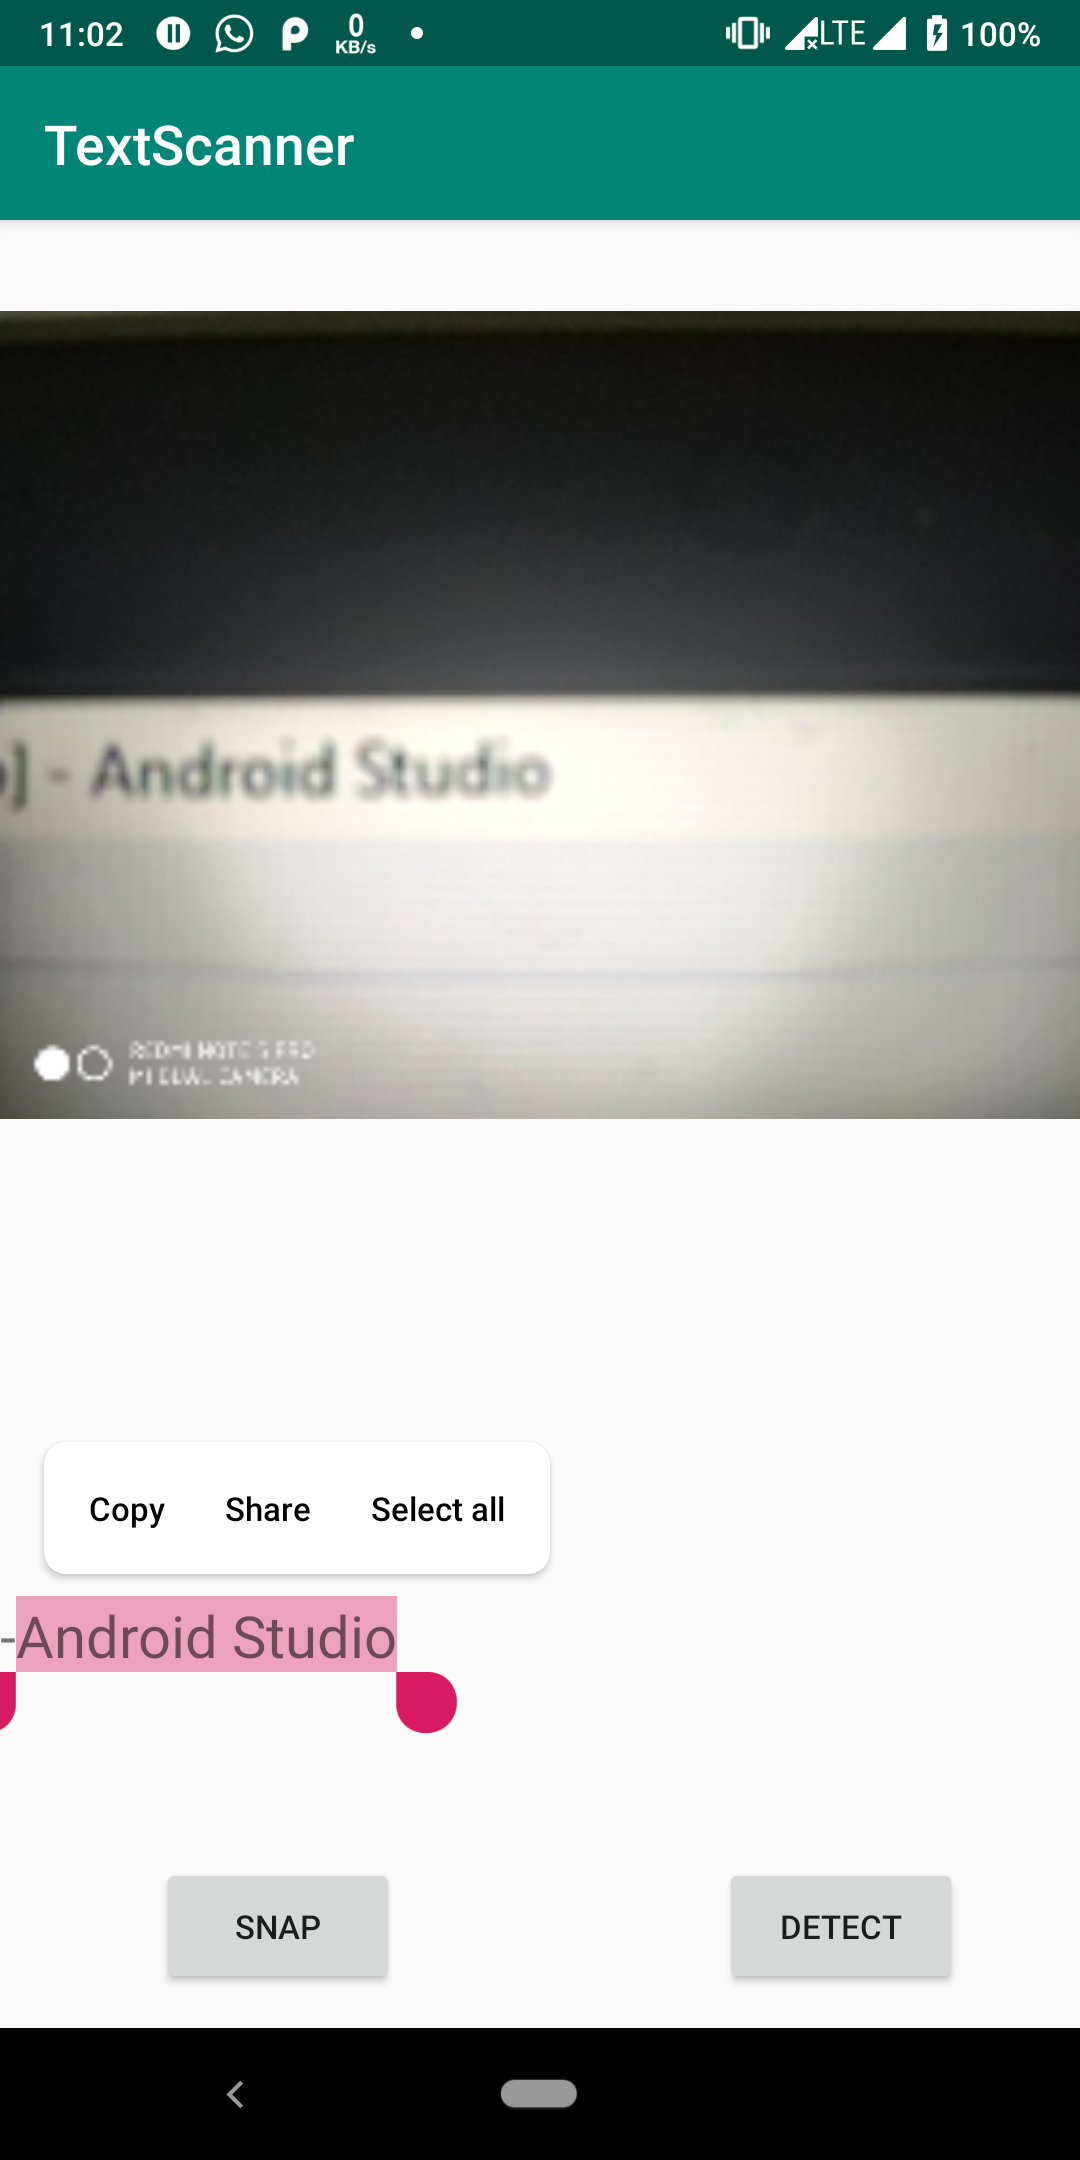 11:02 0 KB/s LTE 100%
TextScanner
] - Android Studio
REDMI NOTE 5 PRO
MI DUAL CAMERA
Copy Share Select all
-Android Studio
SNAP DETECT